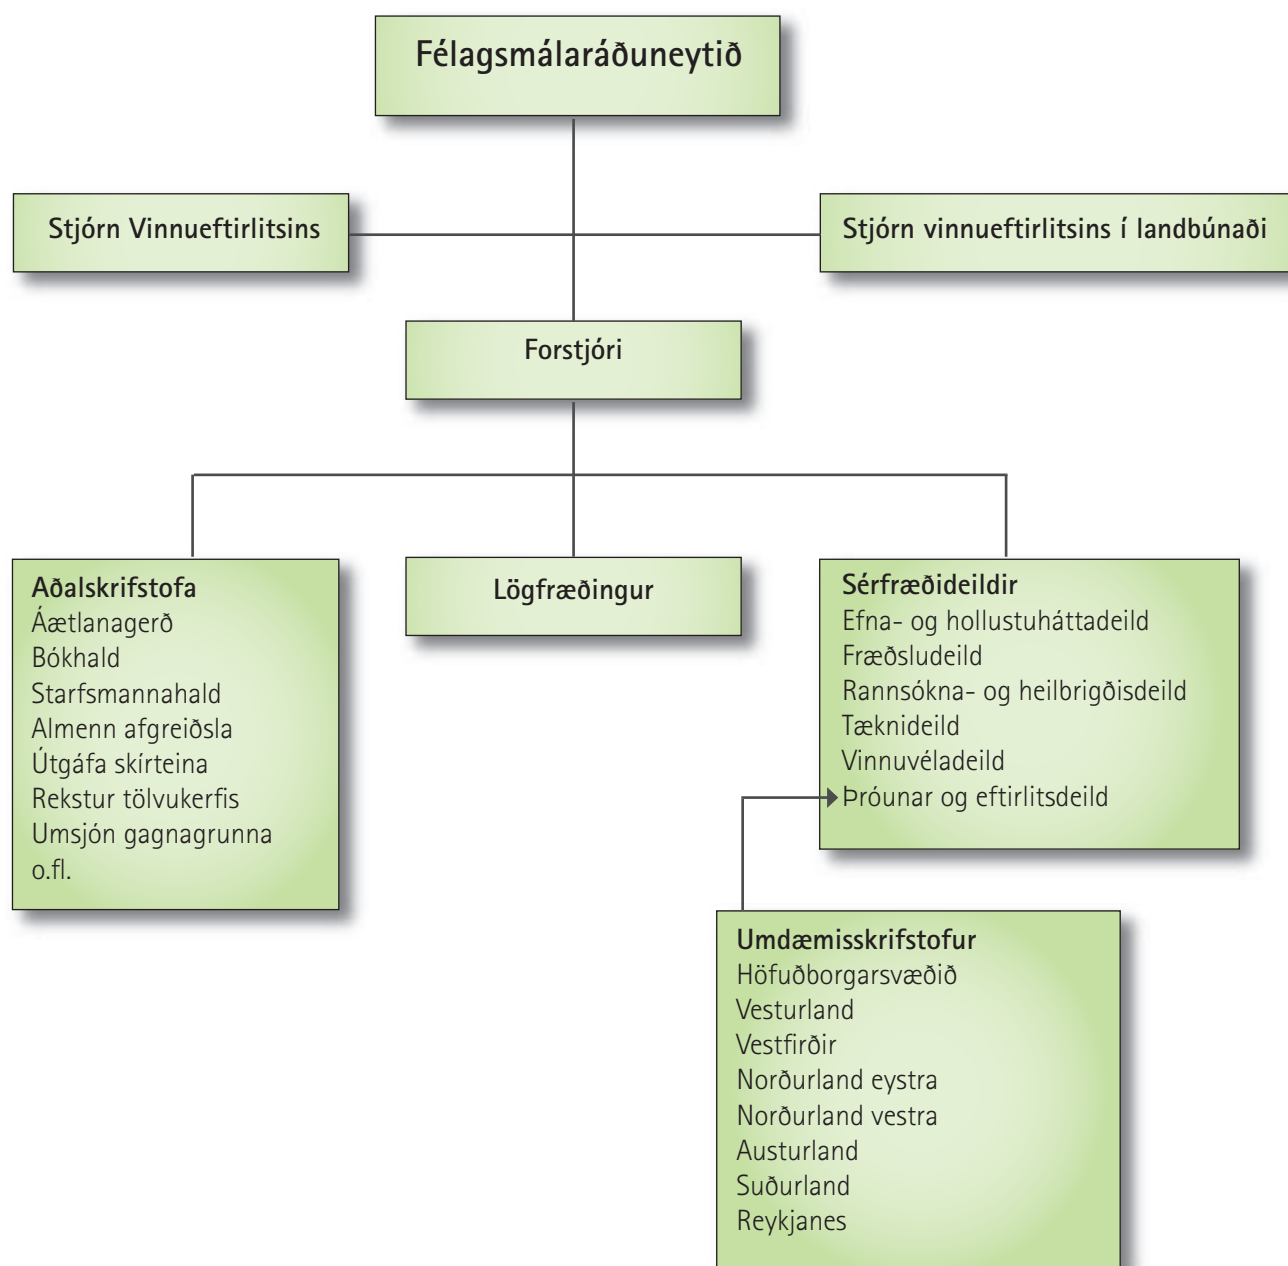 Félagsmálaráðuneytið
Stjórn Vinnueftirlitsins
Stjórn vinnueftirlitsins í landbúnaði
Forstjóri
Aðalskrifstofa
Áætlanagerð
Bókhald
Starfsmannahald
Almenn afgreiðsla
Útgáfa skírteina
Rekstur tölvukerfis
Umsjón gagnagrunna
o.fl.
Lögfræðingur
Sérfræðideildir
Efna- og hollustuháttadeild
Fræðsludeild
Rannsókna- og heilbrigðisdeild
Tæknideild
Vinnuvéladeild
Þróunar og eftirlitsdeild
Umdæmisskrifstofur
Höfuðborgarsvæðið
Vesturland
Vestfirðir
Norðurland eystra
Norðurland vestra
Austurland
Suðurland
Reykjanes